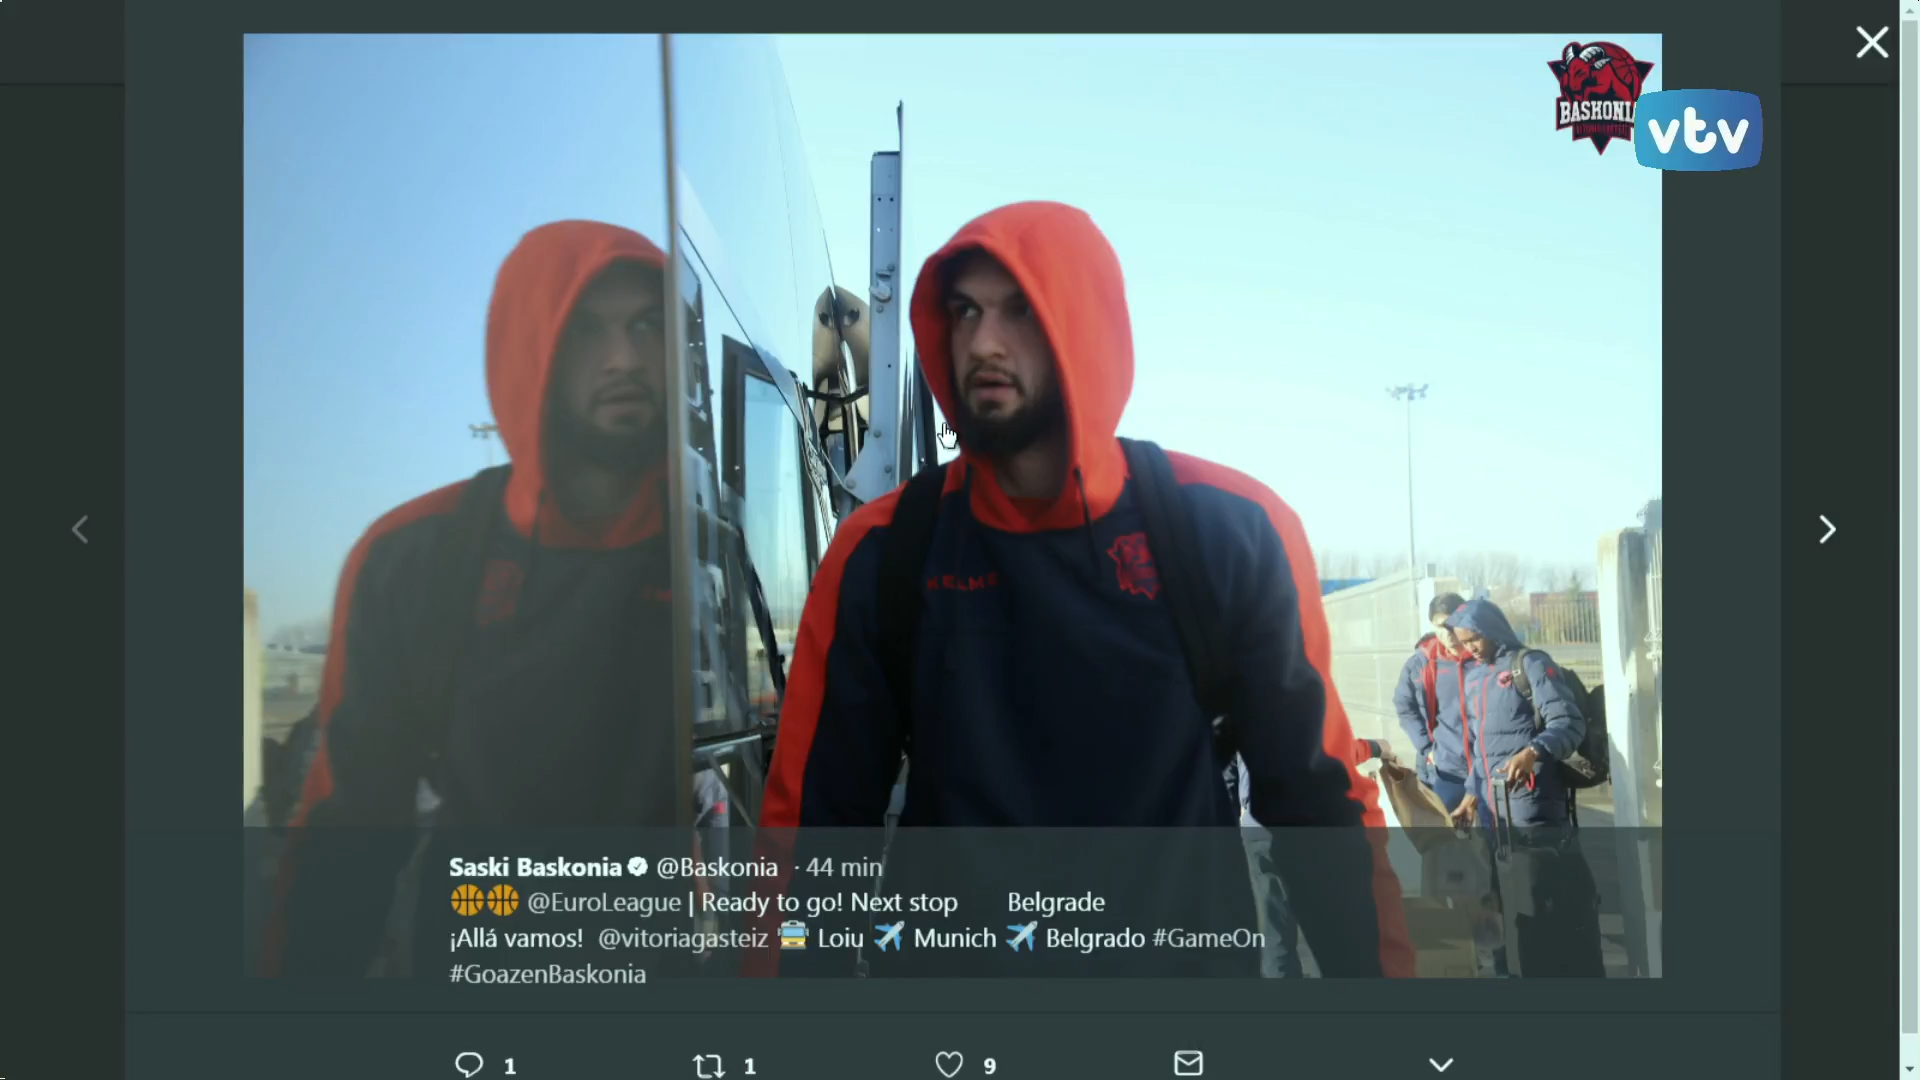 BASKONIA
vtv
KELME
Saski Baskonia @Baskonia · 44 min
@EuroLeague | Ready to go! Next stop Belgrade
¡Allá vamos! @vitoriagasteiz 🚍 Loiu ✈️ Munich ✈️ Belgrado #GameOn
#GoazenBaskonia
1 1 9